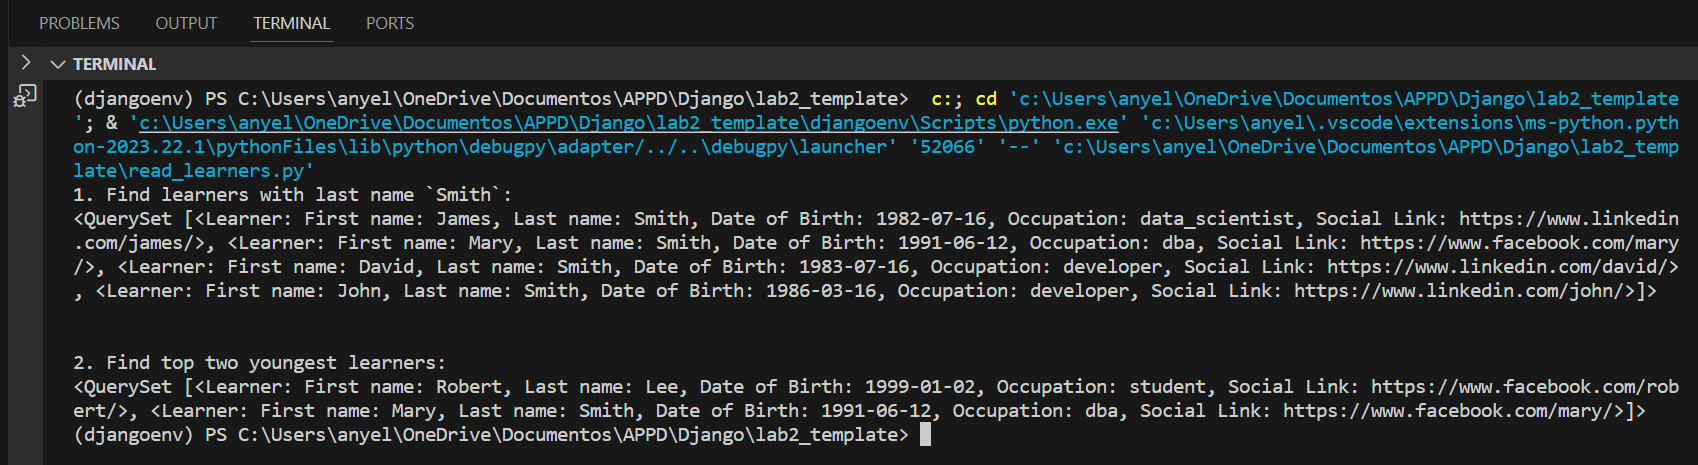 PROBLEMS OUTPUT TERMINAL PORTS
TERMINAL
(djangoenv) PS C:\Users\anyel\OneDrive\Documentos\APPD\Django\lab2_template>  c:; cd 'c:\Users\anyel\OneDrive\Documentos\APPD\Django\lab2_template
'; & 'c:\Users\anyel\OneDrive\Documentos\APPD\Django\lab2_template\djangoenv\Scripts\python.exe' 'c:\Users\anyel\.vscode\extensions\ms-python.pyth
on-2023.22.1\pythonFiles\lib\python\debugpy\adapter/../..\debugpy\launcher' '52066' '--' 'c:\Users\anyel\OneDrive\Documentos\APPD\Django\lab2_temp
late\read_learners.py'
1. Find learners with last name `Smith`:
<QuerySet [<Learner: First name: James, Last name: Smith, Date of Birth: 1982-07-16, Occupation: data_scientist, Social Link: https://www.linkedin
.com/james/>, <Learner: First name: Mary, Last name: Smith, Date of Birth: 1991-06-12, Occupation: dba, Social Link: https://www.facebook.com/mary
/>, <Learner: First name: David, Last name: Smith, Date of Birth: 1983-07-16, Occupation: developer, Social Link: https://www.linkedin.com/david/>
, <Learner: First name: John, Last name: Smith, Date of Birth: 1986-03-16, Occupation: developer, Social Link: https://www.linkedin.com/john/>]>
2. Find top two youngest learners:
<QuerySet [<Learner: First name: Robert, Last name: Lee, Date of Birth: 1999-01-02, Occupation: student, Social Link: https://www.facebook.com/rob
ert/>, <Learner: First name: Mary, Last name: Smith, Date of Birth: 1991-06-12, Occupation: dba, Social Link: https://www.facebook.com/mary/>]>
(djangoenv) PS C:\Users\anyel\OneDrive\Documentos\APPD\Django\lab2_template>